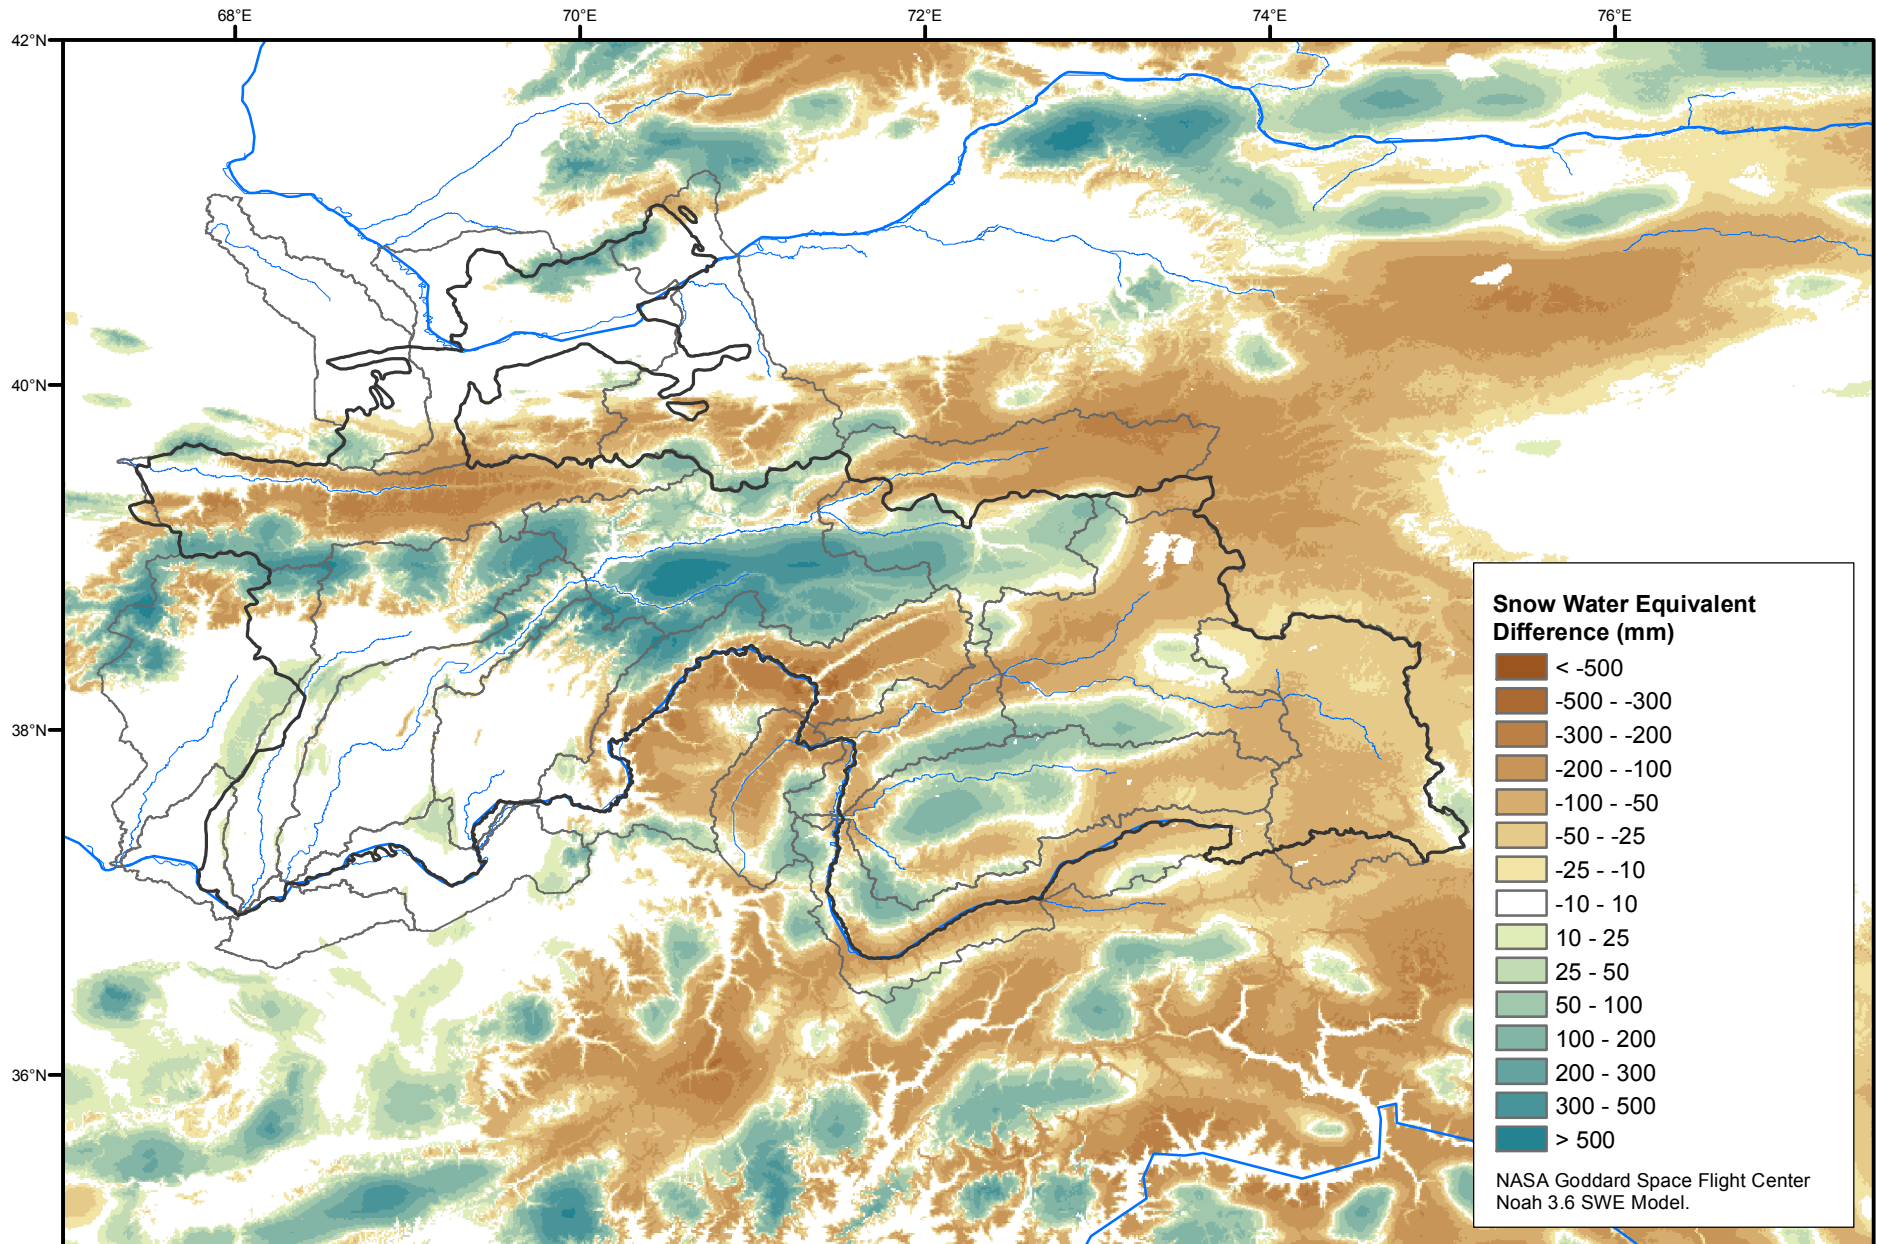 68°E 70°E 72°E 74°E 76°E
42°N
40°N
38°N
36°N
Snow Water Equivalent
Difference (mm)
< -500
-500 - -300
-300 - -200
-200 - -100
-100 - -50
-50 - -25
-25 - -10
-10 - 10
10 - 25
25 - 50
50 - 100
100 - 200
200 - 300
300 - 500
> 500
NASA Goddard Space Flight Center
Noah 3.6 SWE Model.